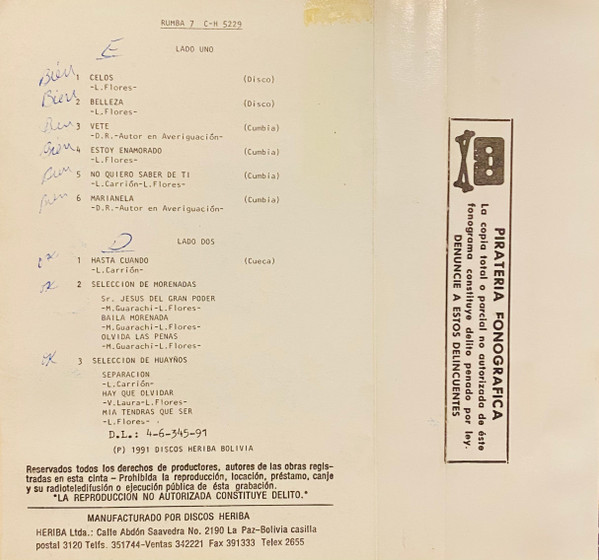 RUMBA 7 C-H 5229
E
LADO UNO
Bién 1 CELOS (Disco)
-L.Flores-
Bien 2 BELLEZA (Disco)
-L.Flores-
Bien 3 VETE (Cumbia)
-D.R.-Autor en Averiguación-
Bién 4 ESTOY ENAMORADO (Cumbia)
-L.Flores-
Bien 5 NO QUIERO SABER DE TI (Cumbia)
-L.Carrión-L.Flores-
Bien 6 MARIANELA (Cumbia)
-D.R.-Autor en Averiguación-
LADO DOS
ok 1 HASTA CUANDO (Cueca)
-L.Carrión-
ok 2 SELECCION DE MORENADAS
Sr. JESUS DEL GRAN PODER
-M.Guarachi-L.Flores-
BAILA MORENADA
-M.Guarachi-L.Flores-
OLVIDA LAS PENAS
-M.Guarachi-L.Flores-
ok 3 SELECCION DE HUAYÑOS
SEPARACION
-L.Carrión-
HAY QUE OLVIDAR
-V.Laura-L.Flores-
MIA TENDRAS QUE SER
-L.Flores-
D.L.: 4-6-345-91
(P) 1991 DISCOS HERIBA BOLIVIA
Reservados todos los derechos de productores, autores de las obras regis-
tradas en esta cinta - Prohibida la reproducción, locación, préstamo, canje
y su radioteledifusión o ejecución pública de ésta grabación.
*LA REPRODUCCIÓN NO AUTORIZADA CONSTITUYE DELITO.*
MANUFACTURADO POR DISCOS HERIBA
HERIBA Ltda.: Calle Abdón Saavedra No. 2190 La Paz-Bolivia casilla
postal 3120 Telfs. 351744-Ventas 342221 Fax 391333 Telex 2655
PIRATERIA FONOGRAFICA
La copia total o parcial no autorizada de éste
fonograma constituye delito penado por ley.
DENUNCIE A ESTOS DELINCUENTES